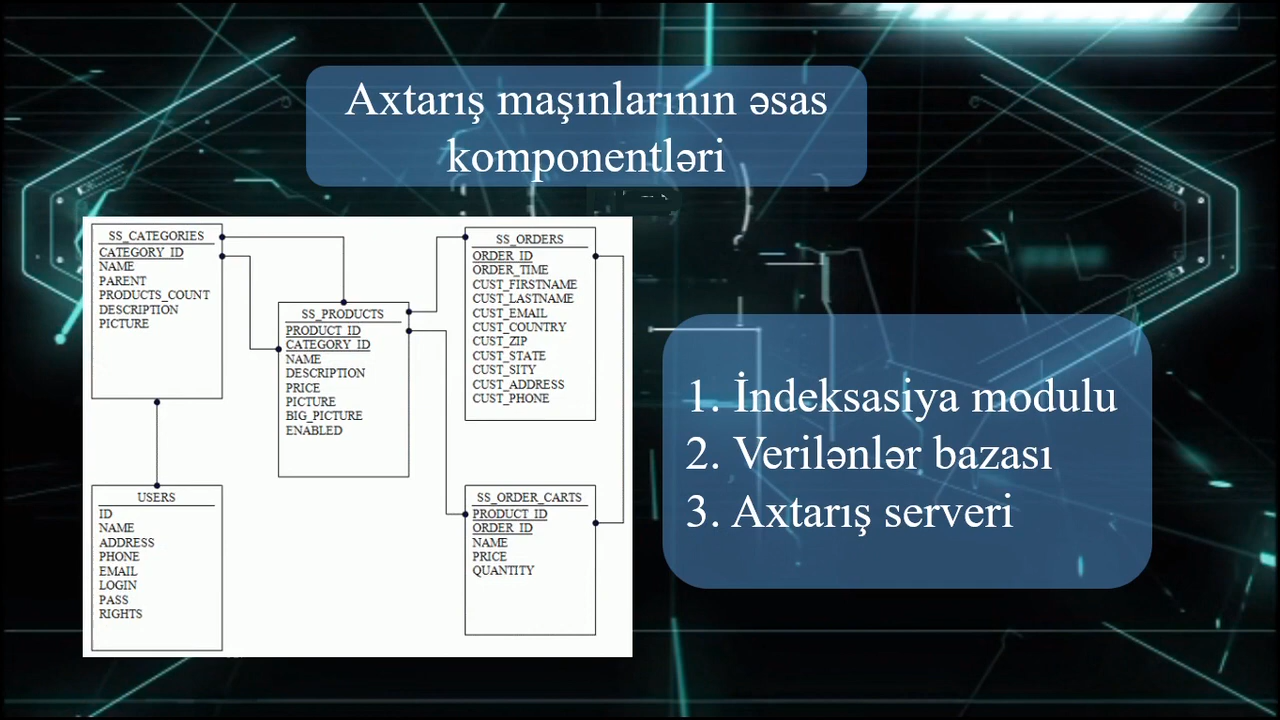 Axtarış maşınlarının əsas
komponentləri
SS_CATEGORIES
CATEGORY_ID
NAME
PARENT
PRODUCTS_COUNT
DESCRIPTION
PICTURE
SS_PRODUCTS
PRODUCT_ID
CATEGORY_ID
NAME
DESCRIPTION
PRICE
PICTURE
BIG_PICTURE
ENABLED
SS_ORDERS
ORDER_ID
ORDER_TIME
CUST_FIRSTNAME
CUST_LASTNAME
CUST_EMAIL
CUST_COUNTRY
CUST_ZIP
CUST_STATE
CUST_SITY
CUST_ADDRESS
CUST_PHONE
USERS
ID
NAME
ADDRESS
PHONE
EMAIL
LOGIN
PASS
RIGHTS
SS_ORDER_CARTS
PRODUCT_ID
ORDER_ID
NAME
PRICE
QUANTITY
1. İndeksasiya modulu
2. Verilənlər bazası
3. Axtarış serveri